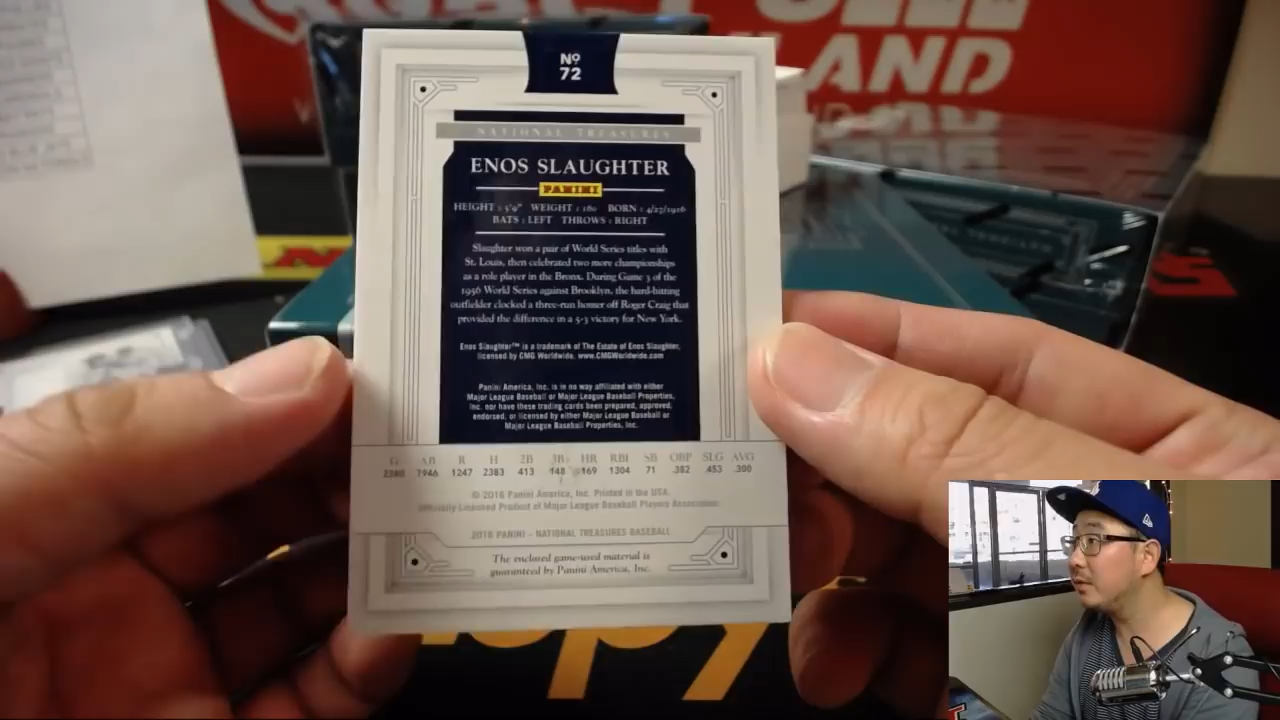 LAND
Nº
72
NATIONAL TREASURES
ENOS SLAUGHTER
PANINI
HEIGHT : 5'9" WEIGHT : 180 BORN : 4/27/1916
BATS : LEFT THROWS : RIGHT
Slaughter won a pair of World Series titles with
St. Louis, then celebrated two more championships
as a role player in the Bronx. During Game 3 of the
1956 World Series against Brooklyn, the hard-hitting
outfielder clocked a three-run homer off Roger Craig that
provided the difference in a 5-3 victory for New York.
Enos Slaughter™ is a trademark of The Estate of Enos Slaughter,
licensed by CMG Worldwide. www.CMGWorldwide.com
Panini America, Inc. is in no way affiliated with either
Major League Baseball or Major League Baseball Properties,
Inc. nor have these trading cards been prepared, approved,
endorsed, or licensed by either Major League Baseball or
Major League Baseball Properties, Inc.
G AB R H 2B 3B HR RBI SB OBP SLG AVG
2380 7946 1247 2383 413 148 169 1304 71 .382 .453 .300
© 2016 Panini America, Inc. Printed in the USA.
Officially Licensed Product of Major League Baseball Players Association
2016 PANINI – NATIONAL TREASURES BASEBALL
The enclosed game-used material is
guaranteed by Panini America, Inc.